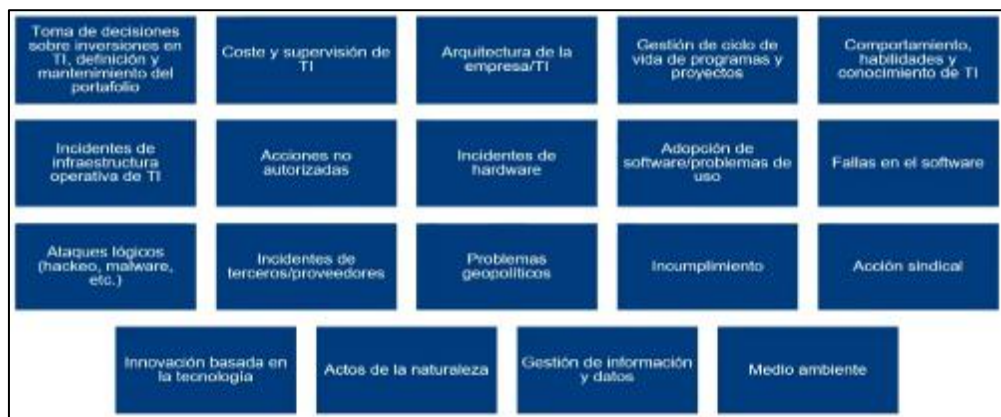 Toma de decisiones
sobre inversiones en
TI, definición y
mantenimiento del
portafolio
Coste y supervisión de
TI
Arquitectura de la
empresa/TI
Gestión de ciclo de
vida de programas y
proyectos
Comportamiento,
habilidades y
conocimiento de TI
Incidentes de
infraestructura
operativa de TI
Acciones no
autorizadas
Incidentes de
hardware
Adopción de
software/problemas de
uso
Fallas en el software
Ataques lógicos
(hackeo, malware,
etc.)
Incidentes de
terceros/proveedores
Problemas
geopolíticos
Incumplimiento
Acción sindical
Innovación basada en
la tecnología
Actos de la naturaleza
Gestión de información
y datos
Medio ambiente